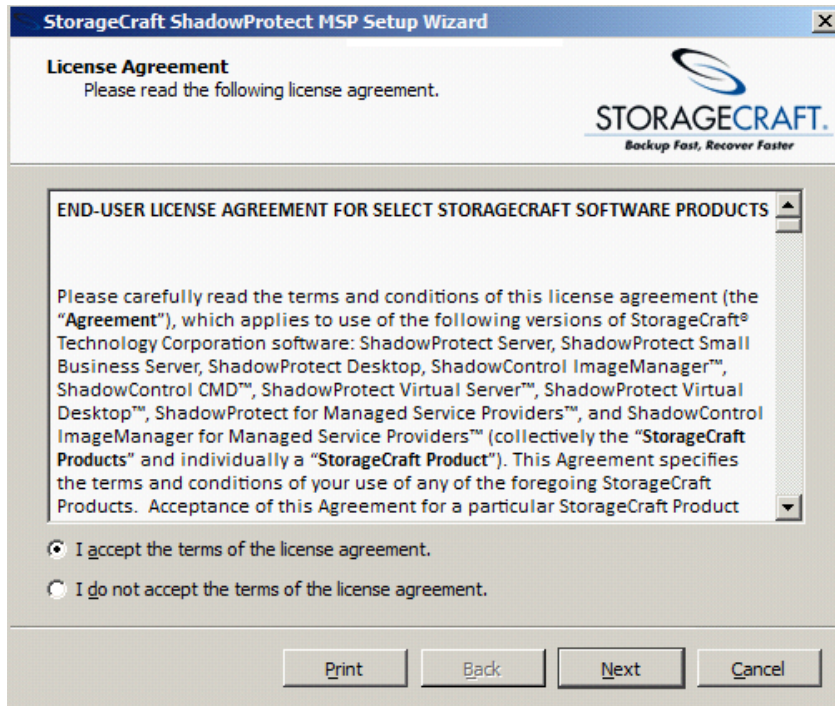 StorageCraft ShadowProtect MSP Setup Wizard
License Agreement
Please read the following license agreement.
STORAGECRAFT.
Backup Fast, Recover Faster
END-USER LICENSE AGREEMENT FOR SELECT STORAGECRAFT SOFTWARE PRODUCTS
Please carefully read the terms and conditions of this license agreement (the
“Agreement”), which applies to use of the following versions of StorageCraft®
Technology Corporation software: ShadowProtect Server, ShadowProtect Small
Business Server, ShadowProtect Desktop, ShadowControl ImageManager™,
ShadowControl CMD™, ShadowProtect Virtual Server™, ShadowProtect Virtual
Desktop™, ShadowProtect for Managed Service Providers™, and ShadowControl
ImageManager for Managed Service Providers™ (collectively the “StorageCraft
Products” and individually a “StorageCraft Product”). This Agreement specifies
the terms and conditions of your use of any of the foregoing StorageCraft
Products.  Acceptance of this Agreement for a particular StorageCraft Product
I accept the terms of the license agreement.
I do not accept the terms of the license agreement.
Print
Back
Next
Cancel